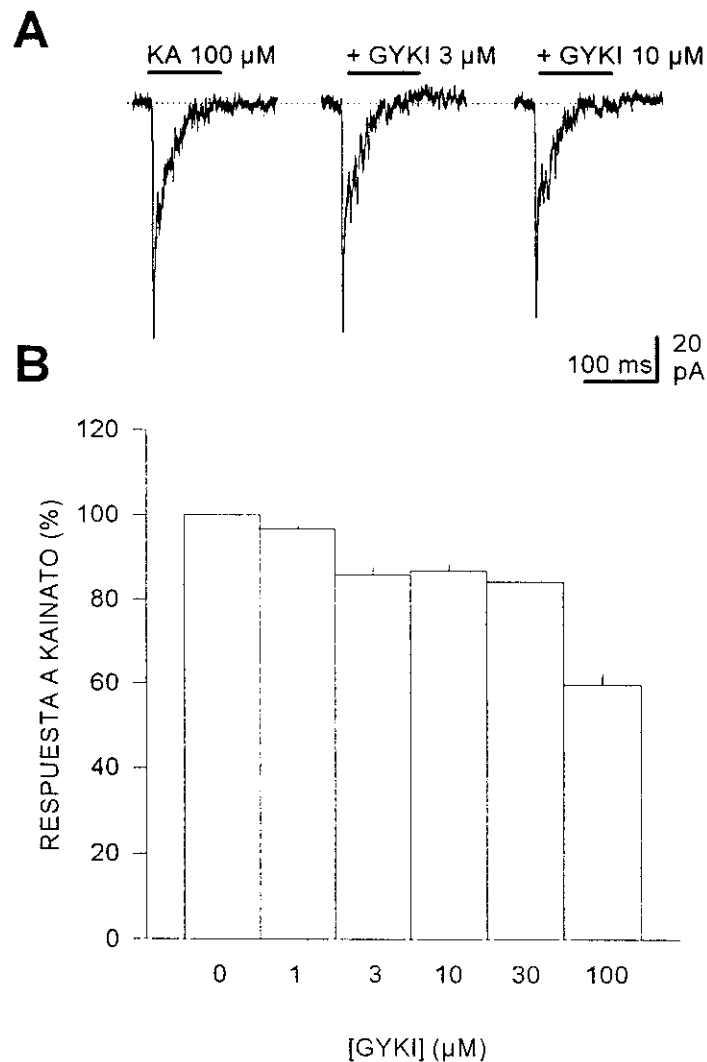 A
KA 100 µM
+ GYKI 3 µM
+ GYKI 10 µM
20
100 ms
pA
B
120
100
80
60
40
20
0
RESPUESTA A KAINATO (%)
0 1 3 10 30 100
[GYKI] (µM)